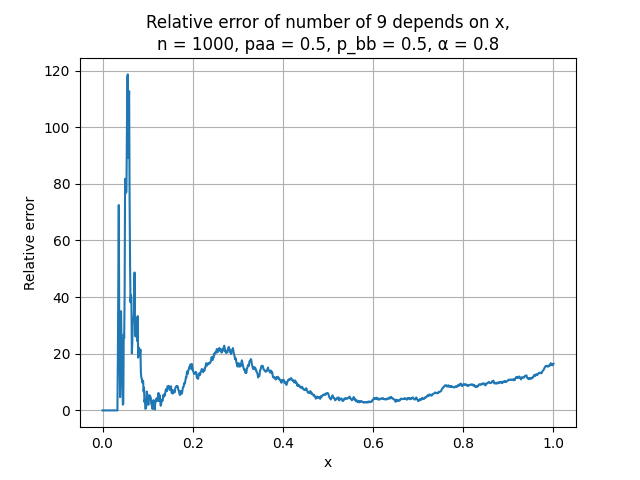 Relative error of number of 9 depends on x,
n = 1000, paa = 0.5, p_bb = 0.5, α = 0.8
120
100
80
60
40
20
0
Relative error
0.0 0.2 0.4 0.6 0.8 1.0
x